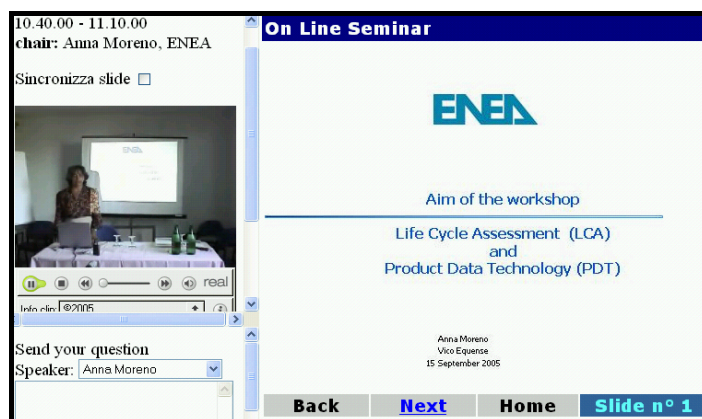 10.40.00 - 11.10.00
chair: Anna Moreno, ENEA
Sincronizza slide
real
Info clip: ©2005
Send your question
Speaker: Anna Moreno
On Line Seminar
ENEA
Aim of the workshop
Life Cycle Assessment (LCA)
and
Product Data Technology (PDT)
Anna Moreno
Vico Equense
15 September 2005
Back Next Home Slide n° 1